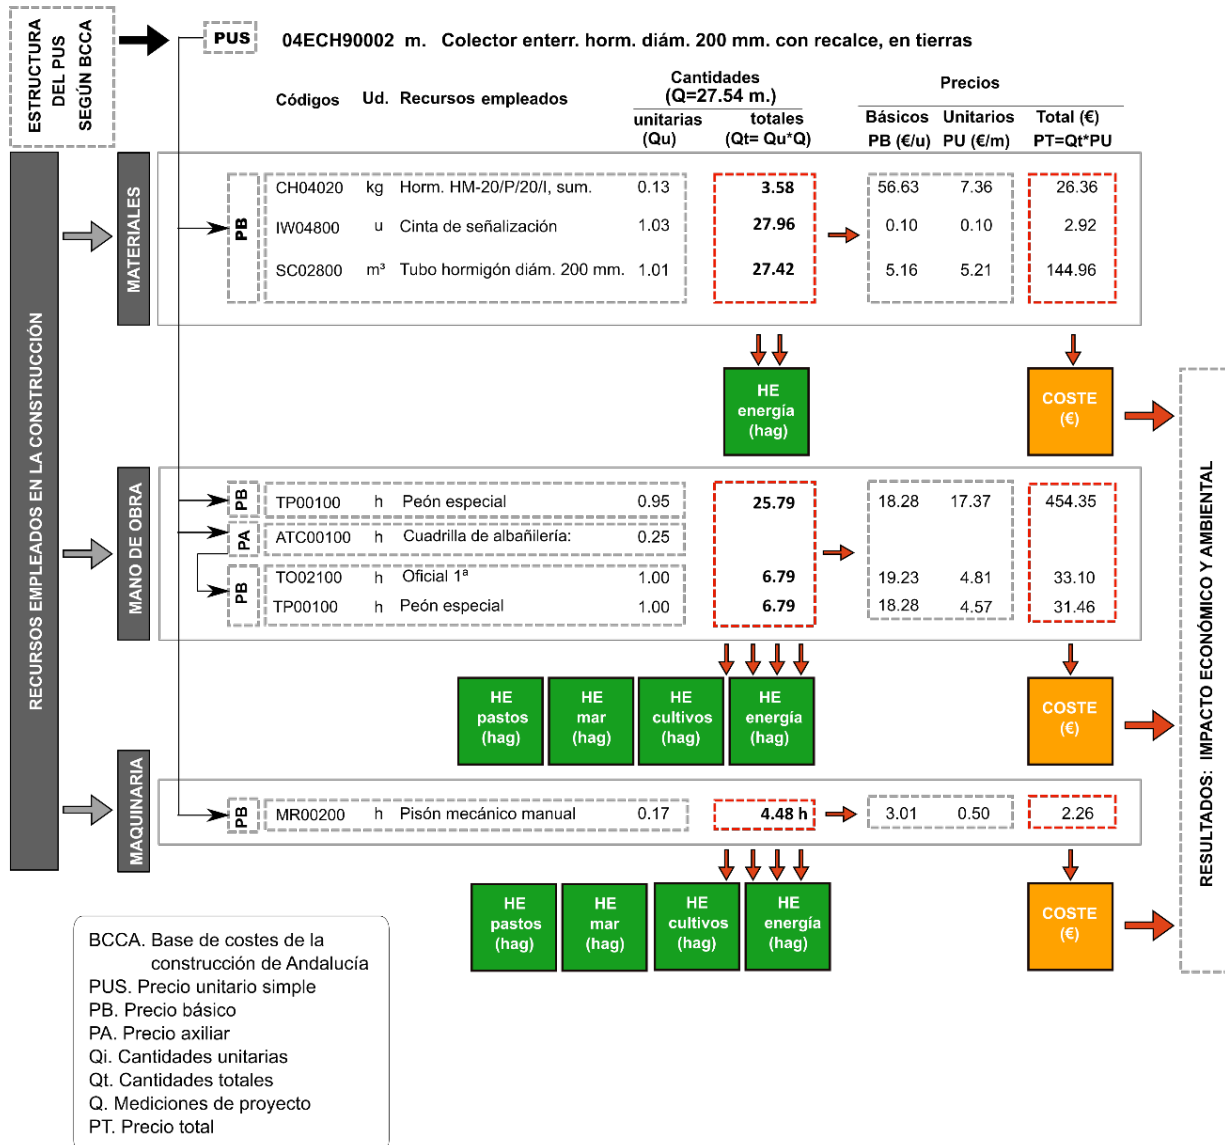 ESTRUCTURA
DEL PUS
SEGÚN BCCA
PUS
04ECH90002 m. Colector enterr. horm. diám. 200 mm. con recalce, en tierras
Códigos Ud. Recursos empleados
Cantidades
(Q=27.54 m.)
unitarias
(Qu)
totales
(Qt= Qu*Q)
Precios
Básicos
PB (€/u)
Unitarios
PU (€/m)
Total (€)
PT=Qt*PU
RECURSOS EMPLEADOS EN LA CONSTRUCCIÓN
MATERIALES
PB
CH04020 kg Horm. HM-20/P/20/I, sum. 0.13 3.58 56.63 7.36 26.36
IW04800 u Cinta de señalización 1.03 27.96 0.10 0.10 2.92
SC02800 m³ Tubo hormigón diám. 200 mm. 1.01 27.42 5.16 5.21 144.96
HE
energía
(hag)
COSTE
(€)
MANO DE OBRA
PB
TP00100 h Peón especial 0.95 25.79 18.28 17.37 454.35
PA
ATC00100 h Cuadrilla de albañilería: 0.25
PB
TO02100 h Oficial 1ª 1.00 6.79 19.23 4.81 33.10
TP00100 h Peón especial 1.00 6.79 18.28 4.57 31.46
HE
pastos
(hag)
HE
mar
(hag)
HE
cultivos
(hag)
HE
energía
(hag)
COSTE
(€)
MAQUINARIA
PB
MR00200 h Pisón mecánico manual 0.17 4.48 h 3.01 0.50 2.26
HE
pastos
(hag)
HE
mar
(hag)
HE
cultivos
(hag)
HE
energía
(hag)
COSTE
(€)
RESULTADOS: IMPACTO ECONÓMICO Y AMBIENTAL
BCCA. Base de costes de la
construcción de Andalucía
PUS. Precio unitario simple
PB. Precio básico
PA. Precio axiliar
Qi. Cantidades unitarias
Qt. Cantidades totales
Q. Mediciones de proyecto
PT. Precio total